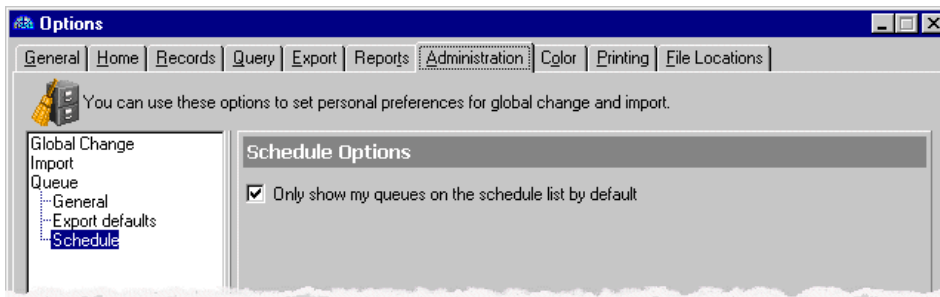 Options
General Home Records Query Export Reports Administration Color Printing File Locations
You can use these options to set personal preferences for global change and import.
Global Change
Import
Queue
General
Export defaults
Schedule
Schedule Options
Only show my queues on the schedule list by default